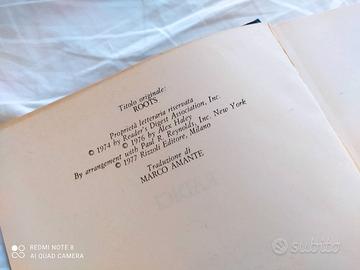 Titolo originale:
ROOTS
Proprietà letteraria riservata
© 1974 by Reader's Digest Association, Inc.
© 1976 by Alex Haley
By arrangement with Paul R. Reynolds, Inc. New York
© 1977 Rizzoli Editore, Milano
Traduzione di
MARCO AMANTE
REDMI NOTE 8
AI QUAD CAMERA
subito